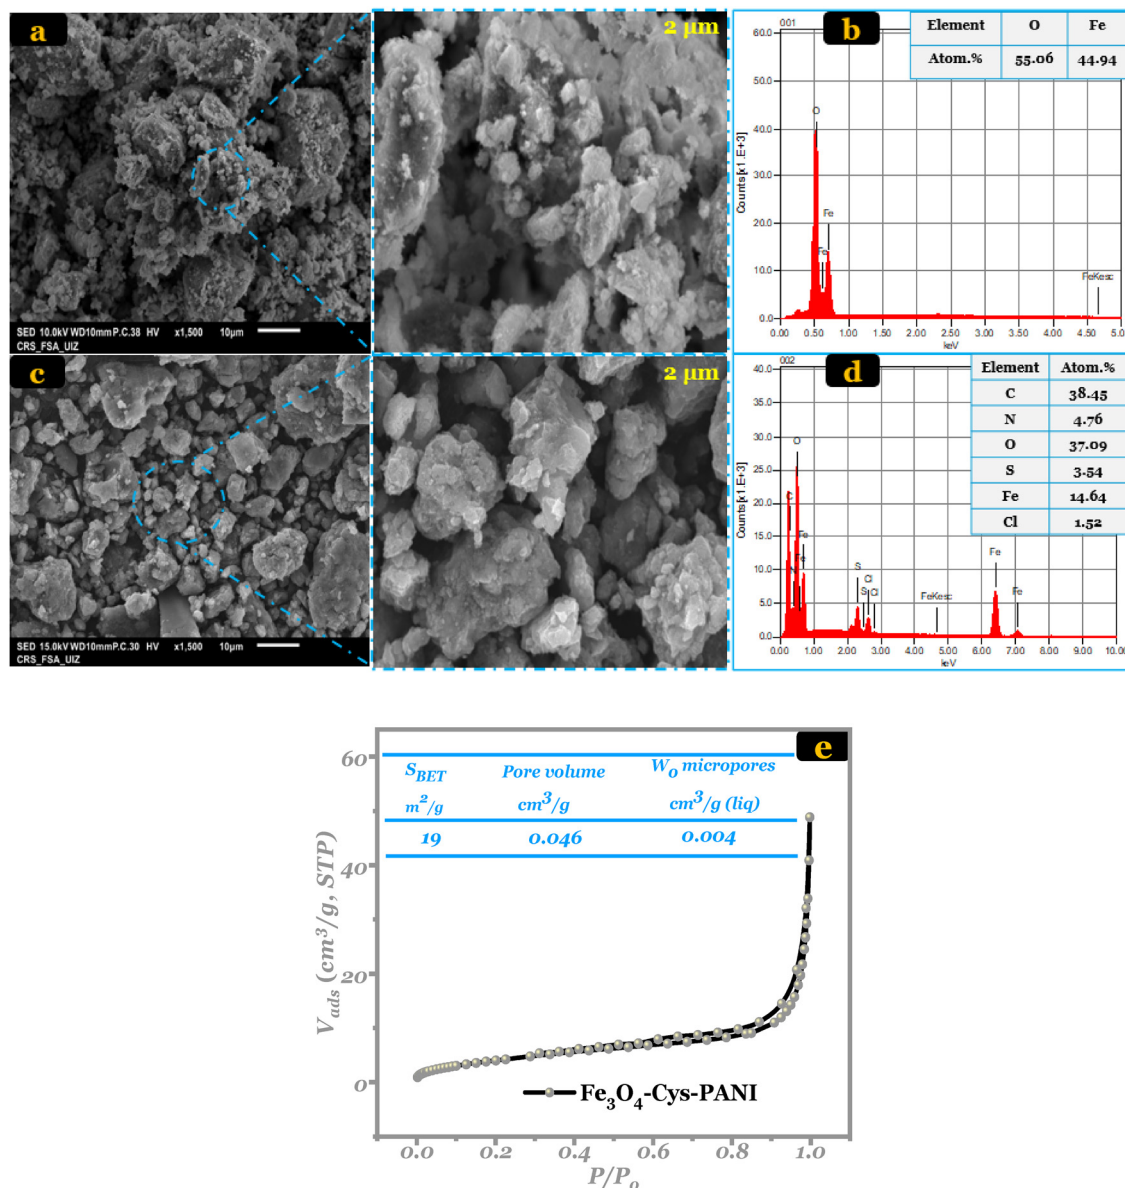 a
SED 10.0kV WD10mm P.C.38 HV x1,500 10µm
CRS_FSA_UIZ
2 µm
b
001
Element O Fe
Atom.% 55.06 44.94
Counts[x1.E+3]
60.0
50.0
40.0
30.0
20.0
10.0
0.0
O
Fe
Fe
FeKesc
0.00 0.50 1.00 1.50 2.00 2.50 3.00 3.50 4.00 4.50 5.0
keV
c
SED 15.0kV WD10mmP.C.30 HV x1,500 10µm
CRS_FSA_UIZ
2 µm
d
002
Element Atom.%
C 38.45
N 4.76
O 37.09
S 3.54
Fe 14.64
Cl 1.52
Counts[x1.E+3]
40.0
30.0
25.0
20.0
15.0
10.0
5.0
0.0
O
C
Fe
N
Fe
S
S
Cl
Cl
FeKesc
Fe
Fe
0.00 1.00 2.00 3.00 4.00 5.00 6.00 7.00 8.00 9.00 10.00
keV
e
S_BET Pore volume W₀ micropores
m²/g cm³/g cm³/g (liq)
19 0.046 0.004
V_ads (cm³/g, STP)
60
40
20
0
Fe₃O₄-Cys-PANI
0.0 0.2 0.4 0.6 0.8 1.0
P/P₀